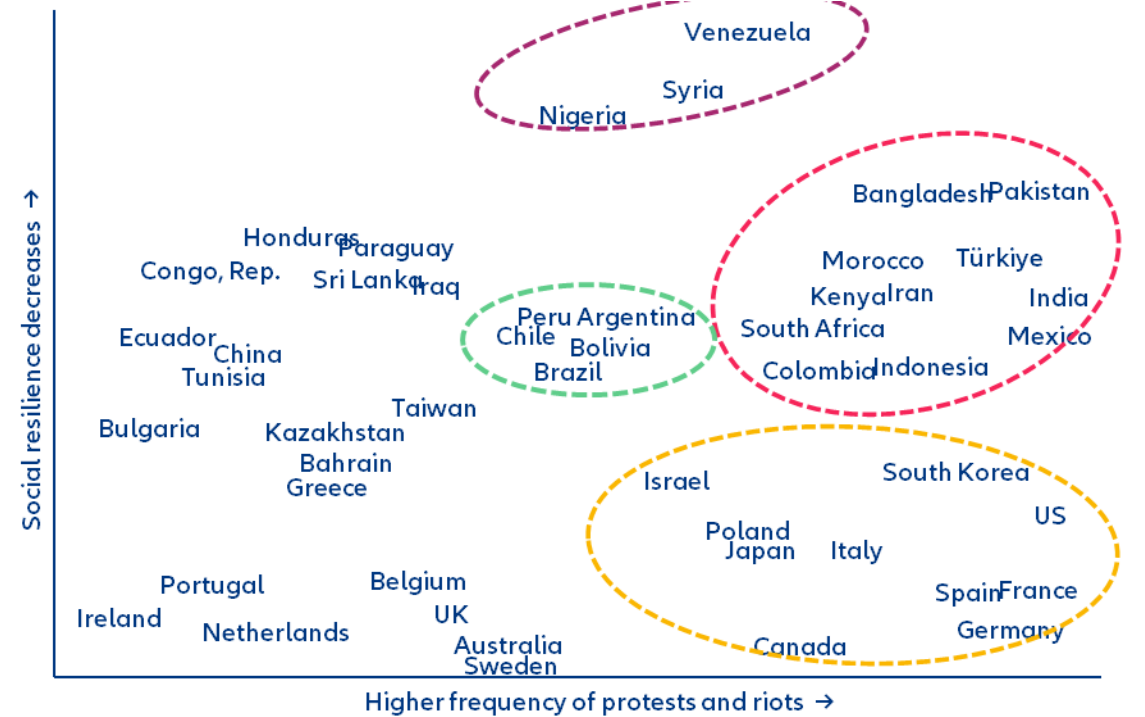 Venezuela
Syria
Nigeria
Bangladesh Pakistan
Honduras Paraguay
Morocco Türkiye
Congo, Rep. Sri Lanka Iraq
Kenya Iran India
Peru Argentina
South Africa
Ecuador Chile Mexico
China Bolivia
Tunisia Brazil Colombia Indonesia
Taiwan
Bulgaria Kazakhstan
Bahrain
South Korea
Greece Israel
US
Poland
Japan Italy
Portugal Belgium
Spain France
Ireland UK
Netherlands Germany
Australia Canada
Sweden
Social resilience decreases →
Higher frequency of protests and riots →